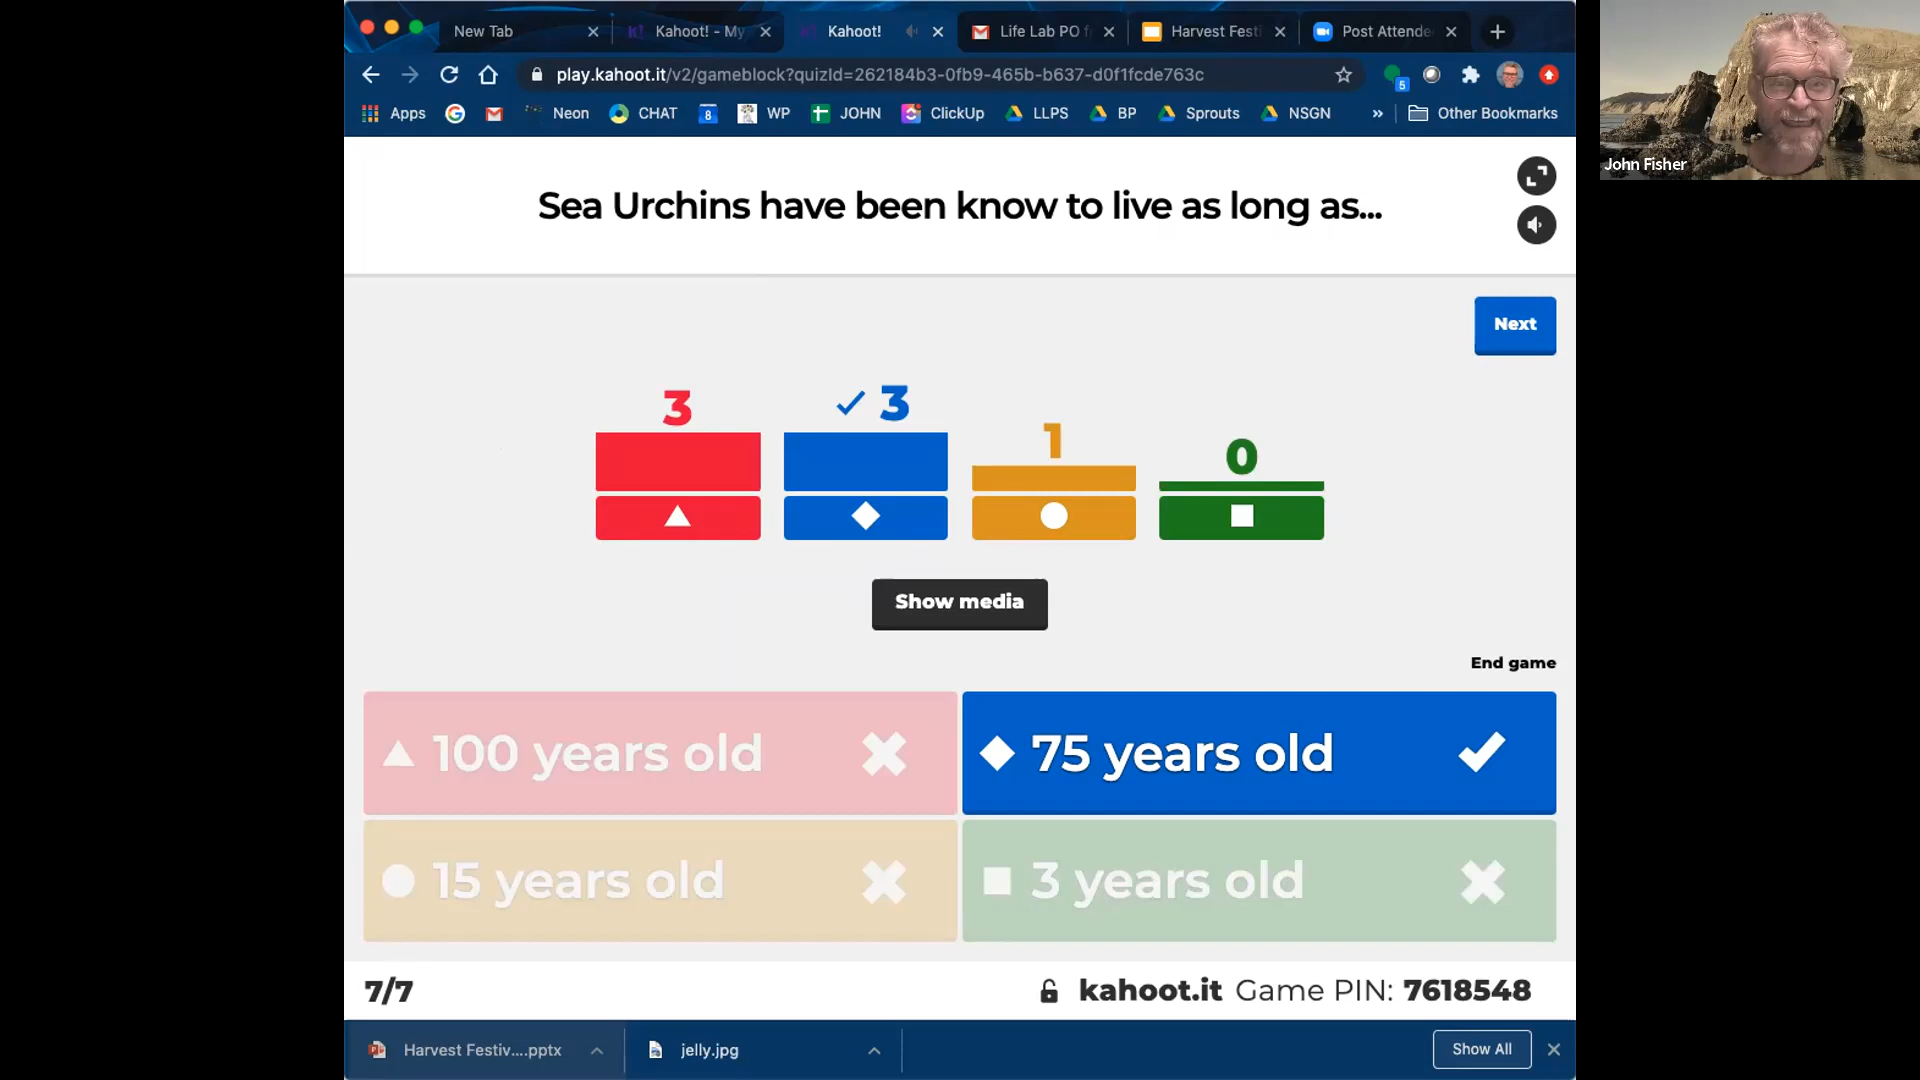 New Tab
Kahoot! - My
Kahoot!
Life Lab PO f
Harvest Festi
Post Attende
play.kahoot.it/v2/gameblock?quizId=262184b3-0fb9-465b-b637-d0f1fcde763c
5
Apps
Neon
CHAT
8
WP
JOHN
ClickUp
LLPS
BP
Sprouts
NSGN
»
Other Bookmarks
John Fisher
Sea Urchins have been know to live as long as...
Next
3
3
1
0
Show media
End game
100 years old
75 years old
15 years old
3 years old
7/7
kahoot.it Game PIN: 7618548
Harvest Festiv....pptx
jelly.jpg
Show All